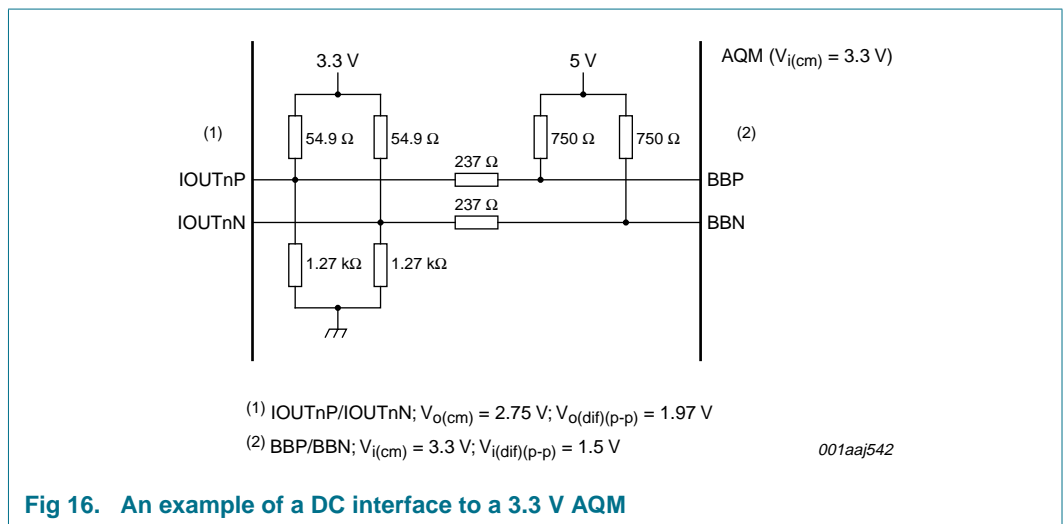 3.3 V
5 V
AQM (Vi(cm) = 3.3 V)
(1)
54.9 Ω
54.9 Ω
750 Ω
750 Ω
(2)
237 Ω
IOUTnP
BBP
237 Ω
IOUTnN
BBN
1.27 kΩ
1.27 kΩ
(1) IOUTnP/IOUTnN; Vo(cm) = 2.75 V; Vo(dif)(p-p) = 1.97 V
(2) BBP/BBN; Vi(cm) = 3.3 V; Vi(dif)(p-p) = 1.5 V
001aaj542
Fig 16. An example of a DC interface to a 3.3 V AQM